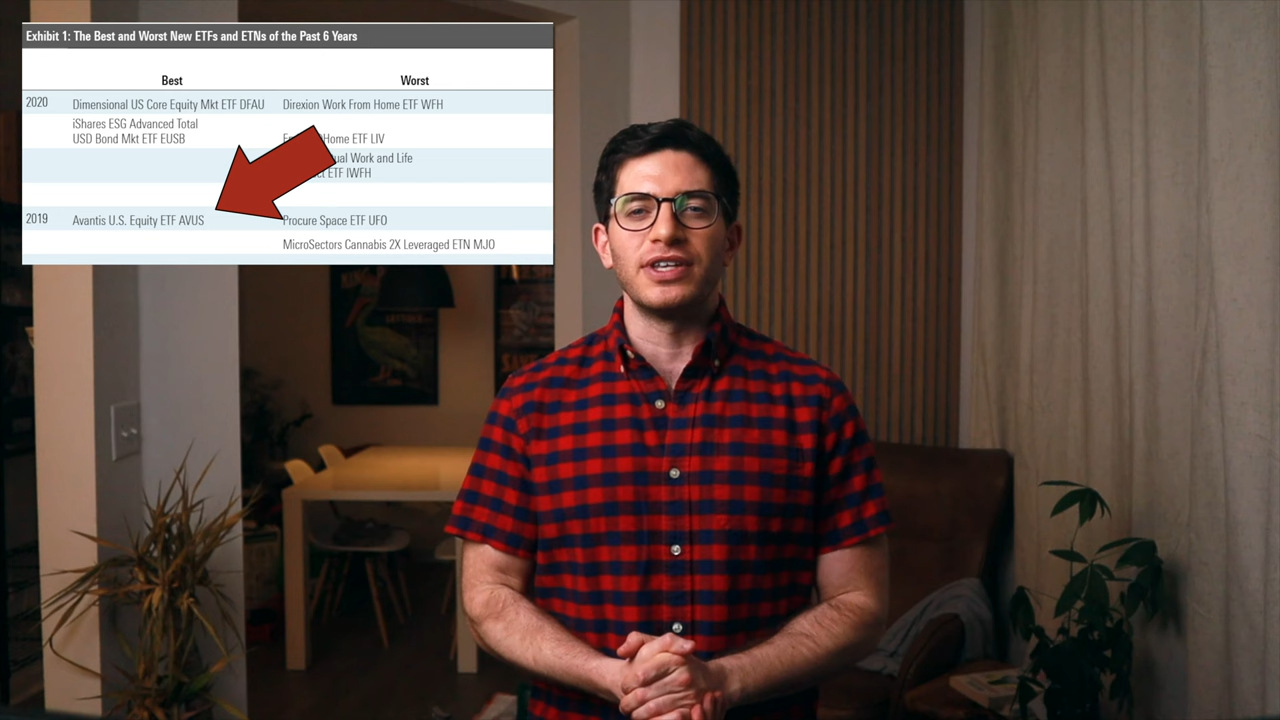 Exhibit 1: The Best and Worst New ETFs and ETNs of the Past 6 Years
Best Worst
2020 Dimensional US Core Equity Mkt ETF DFAU Direxion Work From Home ETF WFH
iShares ESG Advanced Total
USD Bond Mkt ETF EUSB Home ETF LIV
Work and Life
ETF IWFH
2019 Avantis U.S. Equity ETF AVUS Procure Space ETF UFO
MicroSectors Cannabis 2X Leveraged ETN MJO